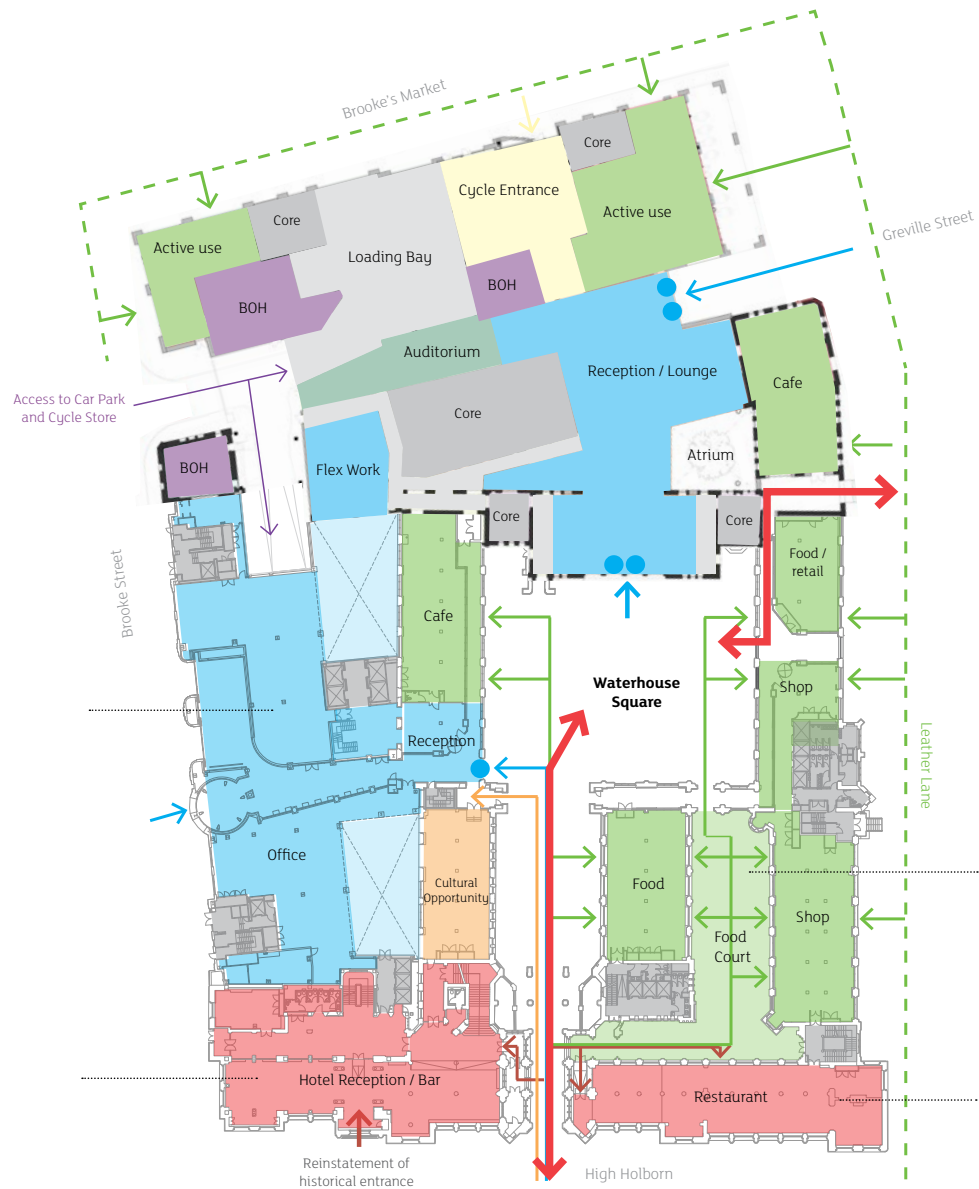 Brooke's Market
Core
Cycle Entrance
Active use
Core
Active use
Loading Bay
Greville Street
BOH
BOH
Auditorium
Reception / Lounge
Cafe
Access to Car Park
and Cycle Store
Core
Atrium
BOH
Flex Work
Core
Core
Food /
retail
Brooke Street
Cafe
Waterhouse
Square
Shop
Reception
Leather Lane
Office
Cultural
Opportunity
Food
Shop
Food
Court
Hotel Reception / Bar
Restaurant
Reinstatement of
historical entrance
High Holborn